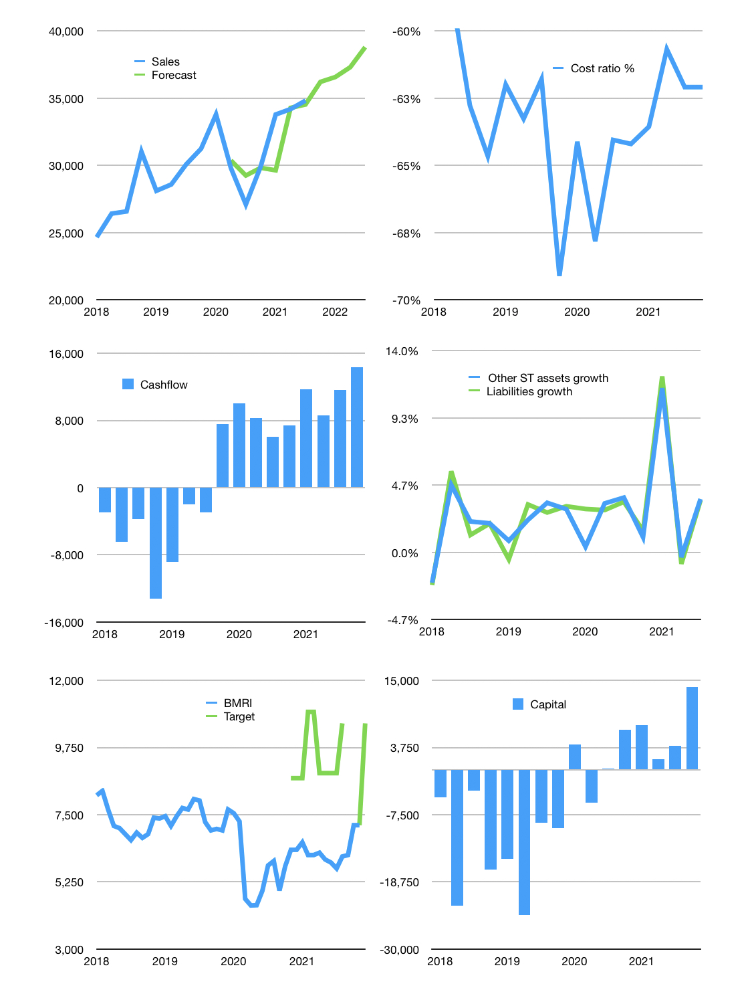 40,000
35,000
30,000
25,000
20,000
2018 2019 2020 2021 2022
Sales
Forecast
-60%
-63%
-65%
-68%
-70%
2018 2019 2020 2021
Cost ratio %
16,000
8,000
0
-8,000
-16,000
2018 2019 2020 2021
Cashflow
14.0%
9.3%
4.7%
0.0%
-4.7%
2018 2019 2020 2021
Other ST assets growth
Liabilities growth
12,000
9,750
7,500
5,250
3,000
2018 2019 2020 2021
BMRI
Target
15,000
3,750
-7,500
-18,750
-30,000
2018 2019 2020 2021
Capital